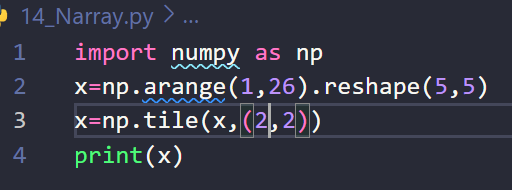 14_Narray.py > ...
1 import numpy as np
2 x=np.arange(1,26).reshape(5,5)
3 x=np.tile(x,(2,2))
4 print(x)